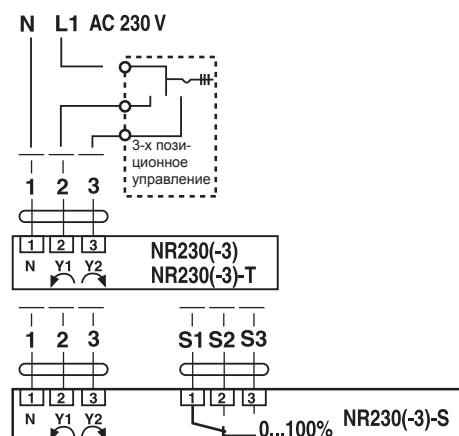 N L1 AC 230 V
3-х пози-
ционное
управление
1 2 3
1 2 3
N Y1 Y2
NR230(-3)
NR230(-3)-T
1 2 3
S1 S2 S3
1 2 3
1 2 3
N Y1 Y2
0...100%
NR230(-3)-S